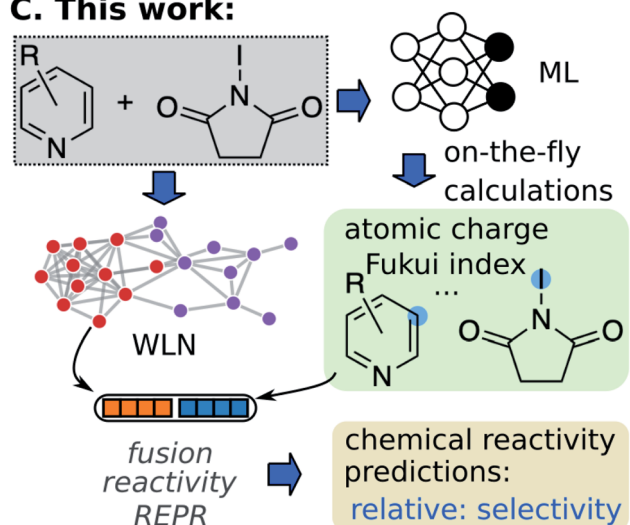 C. This work:
R
N
+
I
N
O
O
ML
on-the-fly
calculations
atomic charge
Fukui index
...
R
N
I
N
O
O
WLN
fusion
reactivity
REPR
chemical reactivity
predictions:
relative: selectivity